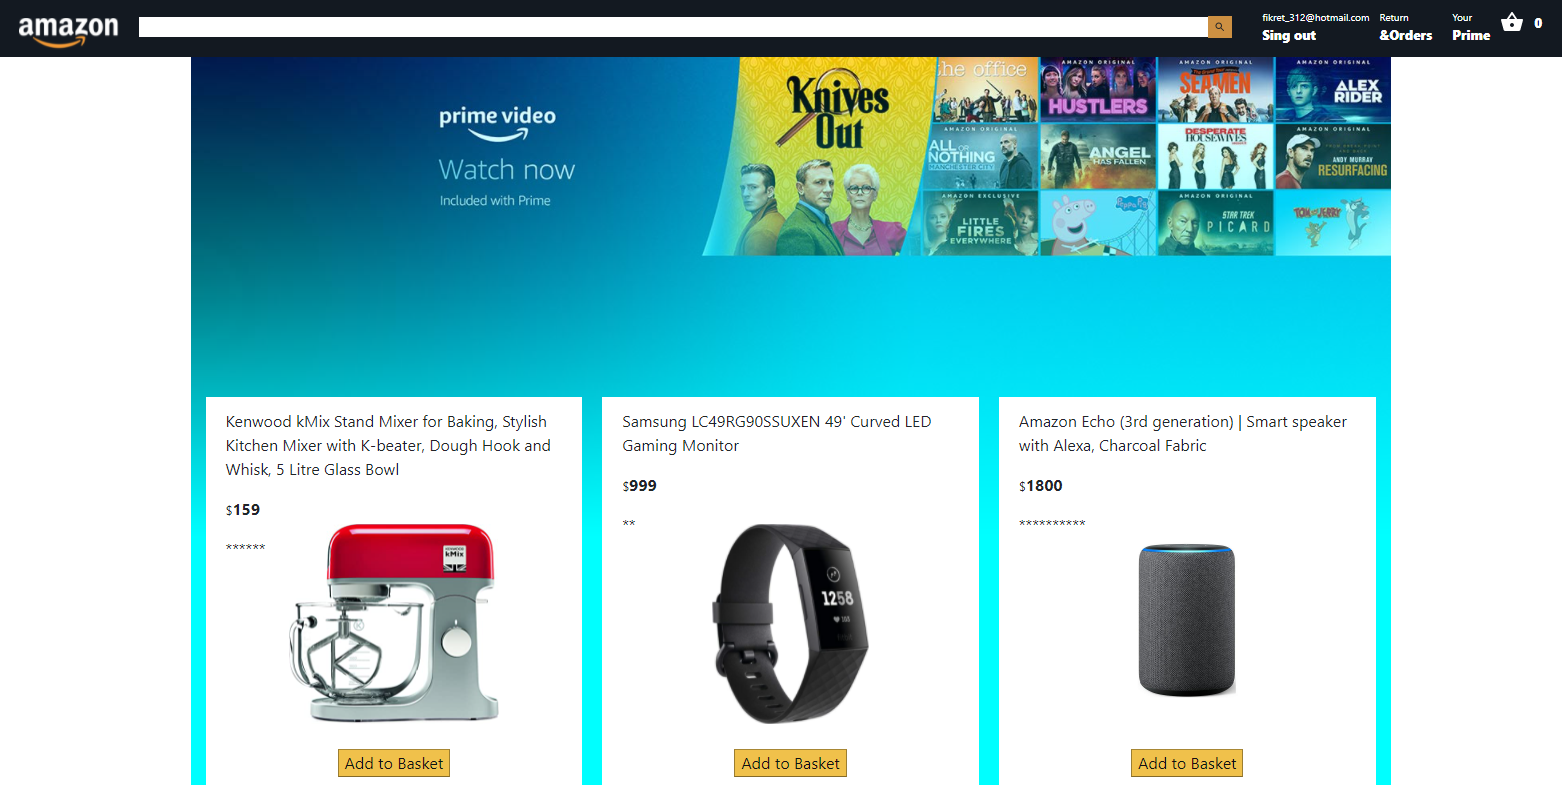 amazon
fikret_312@hotmail.com
Sing out
Return
&Orders
Your
Prime
0
prime video
Watch now
Included with Prime
Knives
Out
the office
AMAZON ORIGINAL
HUSTLERS
AMAZON ORIGINAL
SEAMEN
AMAZON ORIGINAL
ALEX
RIDER
AMAZON ORIGINAL
ALL OR
NOTHING
MANCHESTER CITY
ANGEL
HAS FALLEN
DESPERATE
HOUSEWIVES
AMAZON ORIGINAL
ANDY MURRAY
RESURFACING
AMAZON EXCLUSIVE
LITTLE
FIRES
EVERYWHERE
Peppa Pig
AMAZON ORIGINAL
STAR TREK
PICARD
TOM and JERRY
Kenwood kMix Stand Mixer for Baking, Stylish
Kitchen Mixer with K-beater, Dough Hook and
Whisk, 5 Litre Glass Bowl
$159
******
KENWOOD
kMix
Add to Basket
Samsung LC49RG90SSUXEN 49' Curved LED
Gaming Monitor
$999
**
1258
103
Add to Basket
Amazon Echo (3rd generation) | Smart speaker
with Alexa, Charcoal Fabric
$1800
**********
Add to Basket